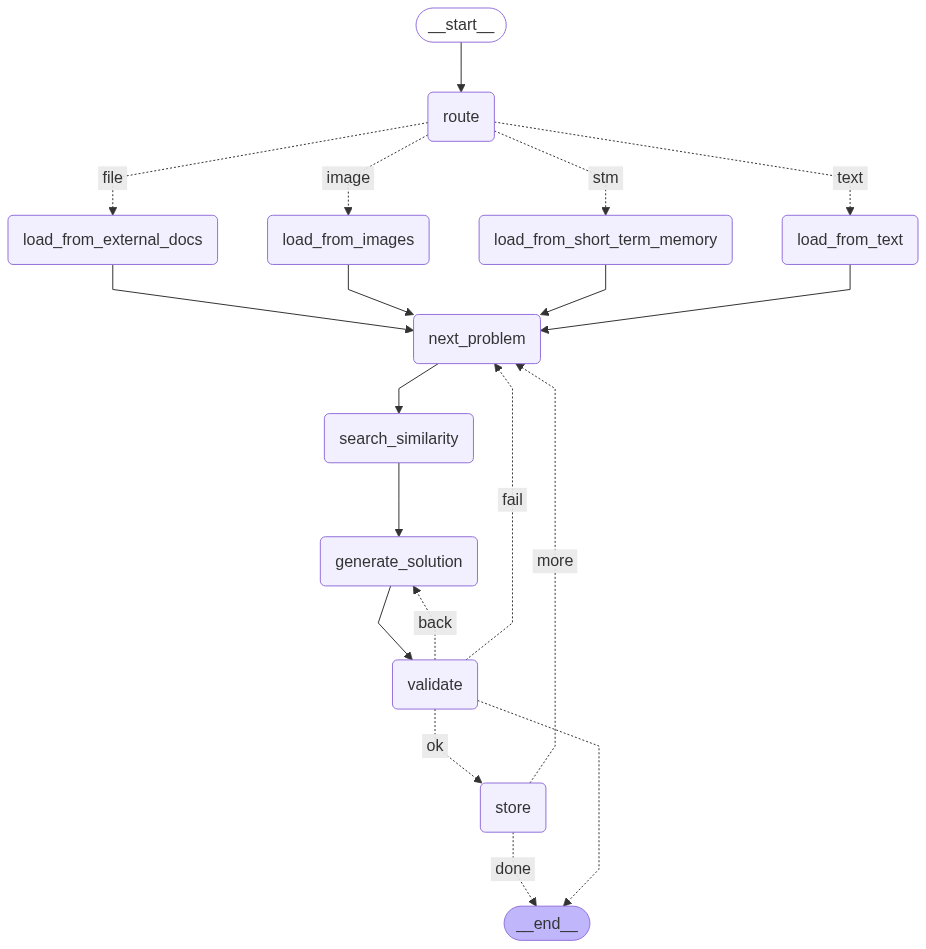 __start__
route
file
image
stm
text
load_from_external_docs
load_from_images
load_from_short_term_memory
load_from_text
next_problem
search_similarity
fail
generate_solution
more
back
validate
ok
store
done
__end__